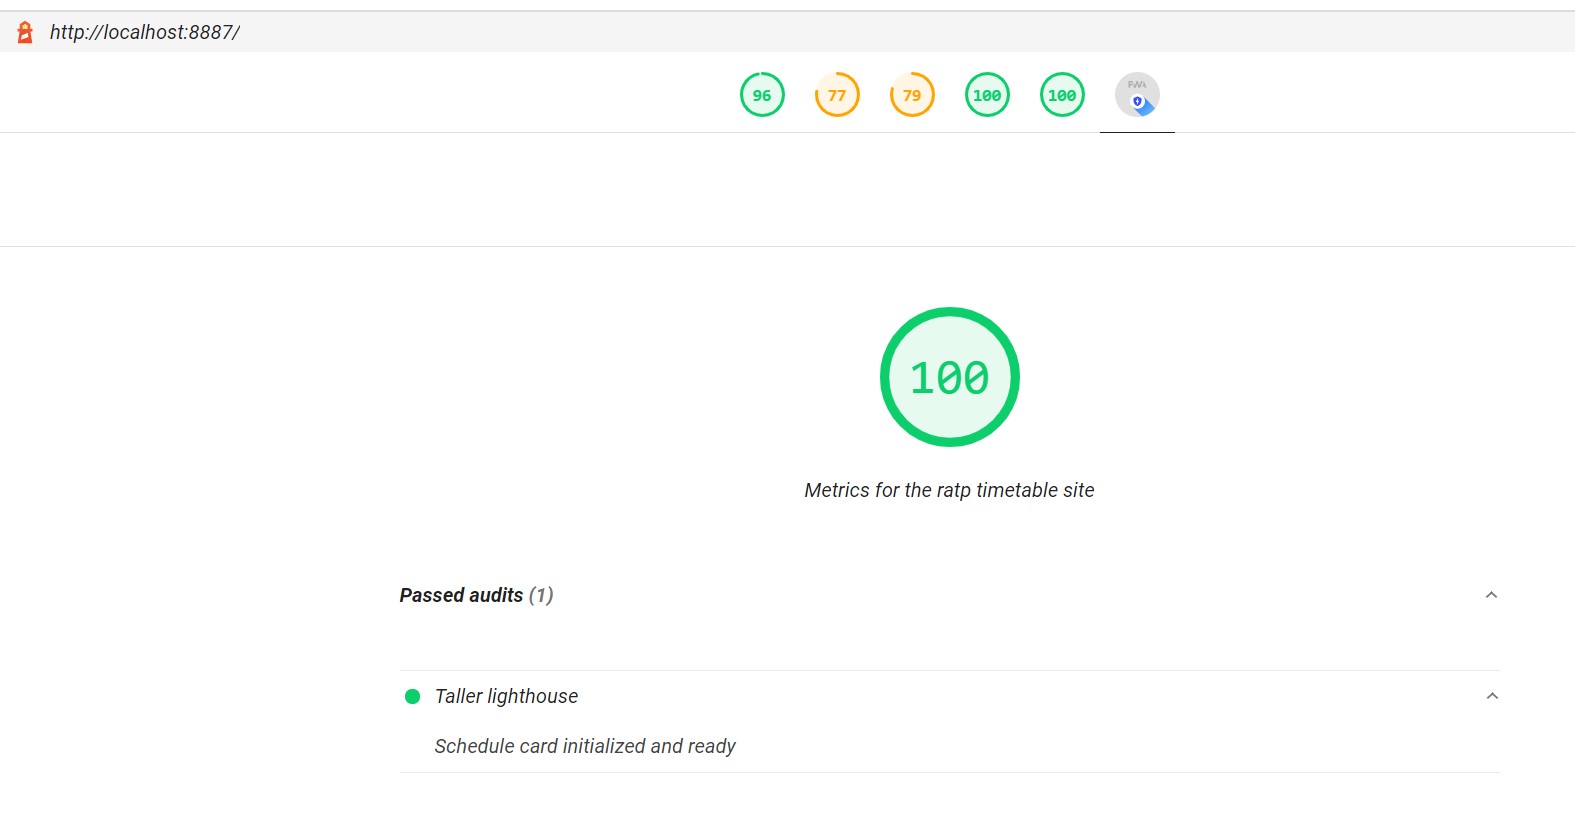 http://localhost:8887/
96 77 79 100 100 PWA
100
Metrics for the ratp timetable site
Passed audits (1)
Taller lighthouse
Schedule card initialized and ready